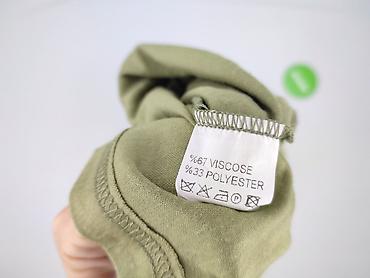 %67 VISCOSE
%33 POLYESTER